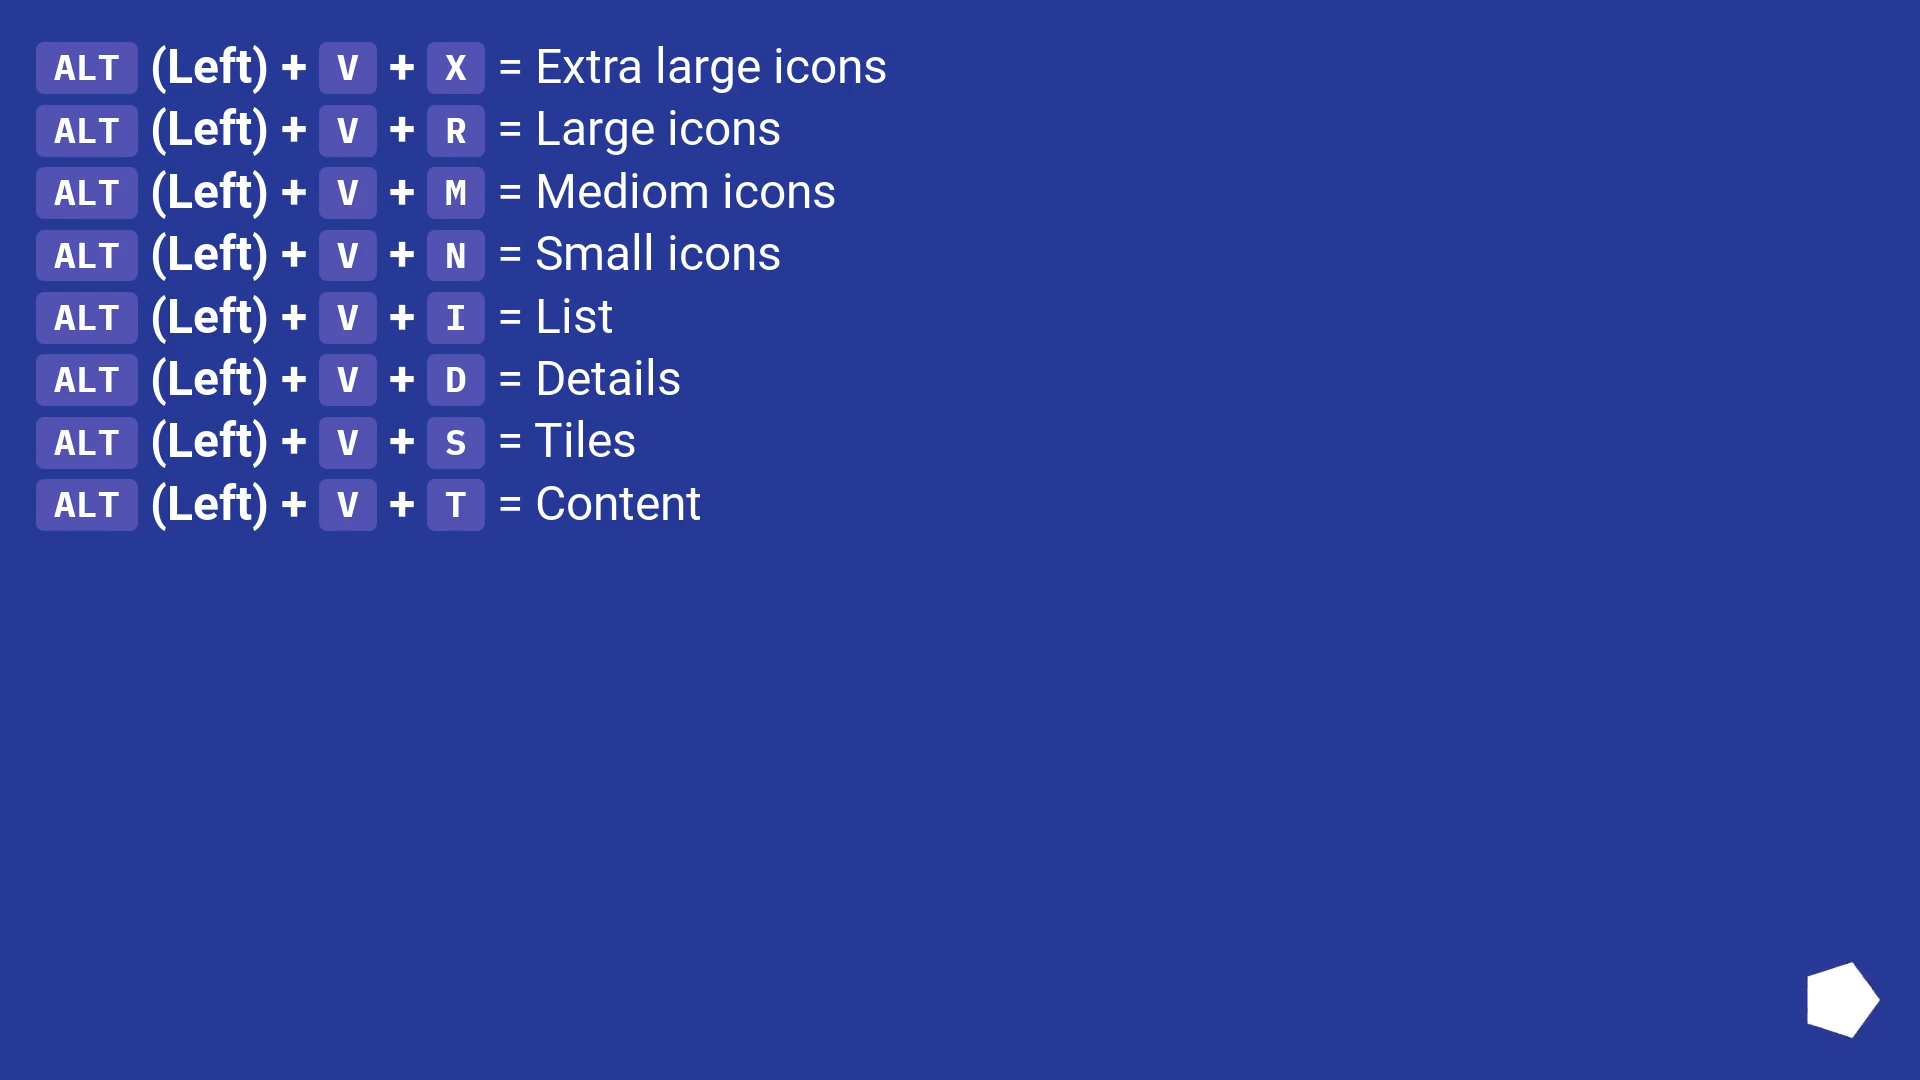 ALT (Left) + V + X = Extra large icons
ALT (Left) + V + R = Large icons
ALT (Left) + V + M = Mediom icons
ALT (Left) + V + N = Small icons
ALT (Left) + V + I = List
ALT (Left) + V + D = Details
ALT (Left) + V + S = Tiles
ALT (Left) + V + T = Content